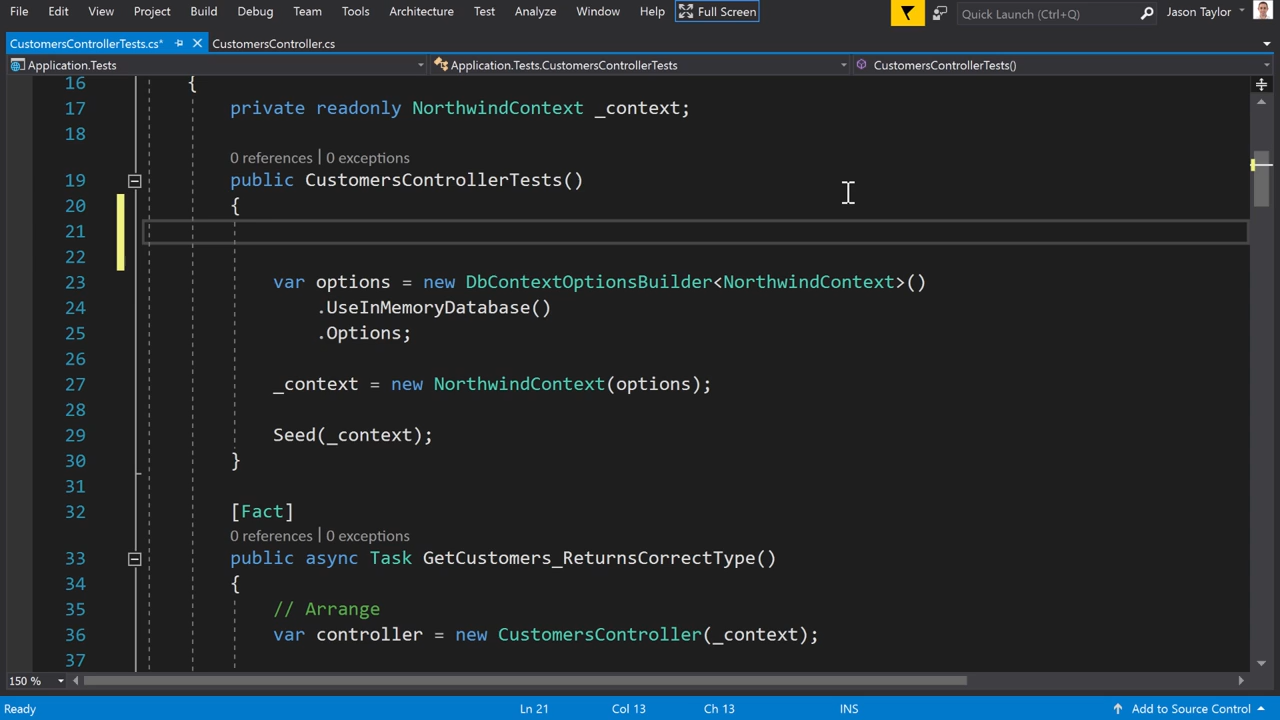 File Edit View Project Build Debug Team Tools Architecture Test Analyze Window Help Full Screen Quick Launch (Ctrl+Q) Jason Taylor
CustomersControllerTests.cs* CustomersController.cs
Application.Tests Application.Tests.CustomersControllerTests CustomersControllerTests()
16 {
17 private readonly NorthwindContext _context;
18
0 references | 0 exceptions
19 public CustomersControllerTests()
20 {
21
22
23 var options = new DbContextOptionsBuilder<NorthwindContext>()
24 .UseInMemoryDatabase()
25 .Options;
26
27 _context = new NorthwindContext(options);
28
29 Seed(_context);
30 }
31
32 [Fact]
0 references | 0 exceptions
33 public async Task GetCustomers_ReturnsCorrectType()
34 {
35 // Arrange
36 var controller = new CustomersController(_context);
37
150 %
Ready Ln 21 Col 13 Ch 13 INS Add to Source Control